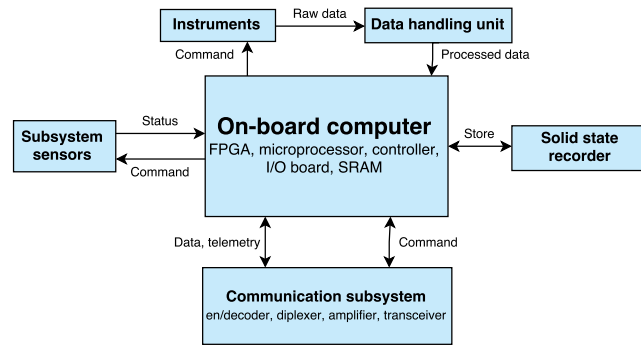 Instruments
Raw data
Data handling unit
Command
Processed data
On-board computer
FPGA, microprocessor, controller,
I/O board, SRAM
Status
Subsystem
sensors
Command
Store
Solid state
recorder
Data, telemetry
Command
Communication subsystem
en/decoder, diplexer, amplifier, transceiver